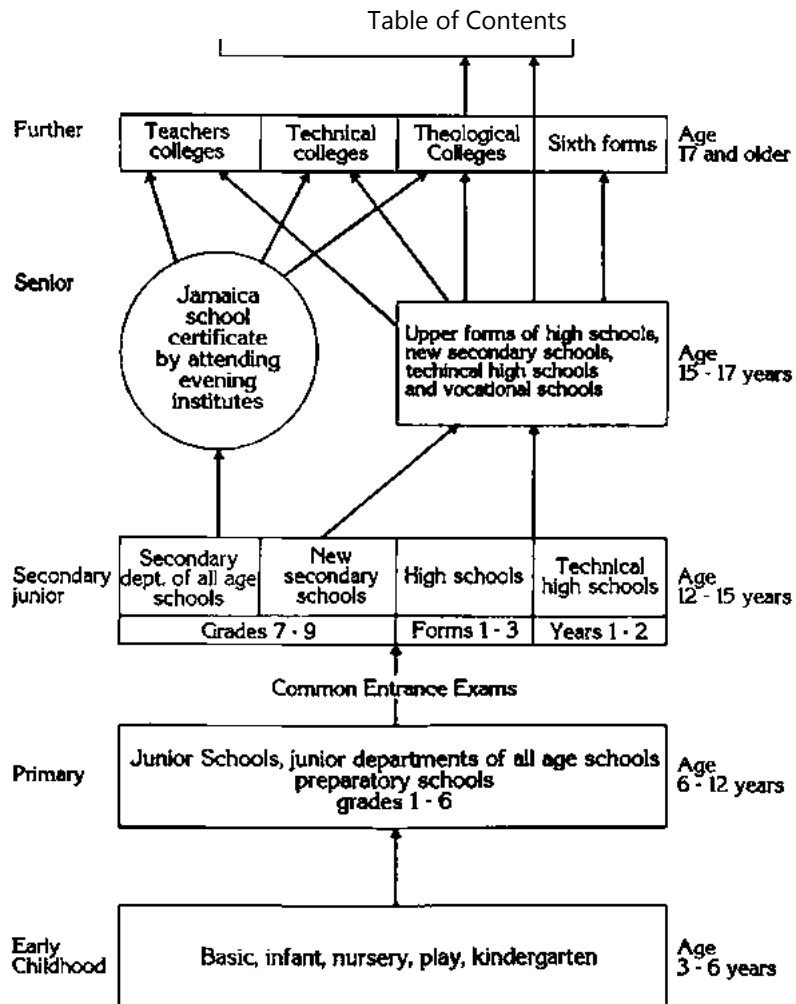 Table of Contents
Further
Teachers
colleges
Technical
colleges
Theological
Colleges
Sixth forms
Age
17 and older
Senior
Jamaica
school
certificate
by attending
evening
institutes
Upper forms of high schools,
new secondary schools,
techincal high schools
and vocational schools
Age
15 - 17 years
Secondary
junior
Secondary
dept. of all age
schools
New
secondary
schools
High schools
Technical
high schools
Age
12 - 15 years
Grades 7 - 9
Forms 1 - 3
Years 1 - 2
Common Entrance Exams
Primary
Junior Schools, junior departments of all age schools
preparatory schools
grades 1 - 6
Age
6 - 12 years
Early
Childhood
Basic, infant, nursery, play, kindergarten
Age
3 - 6 years